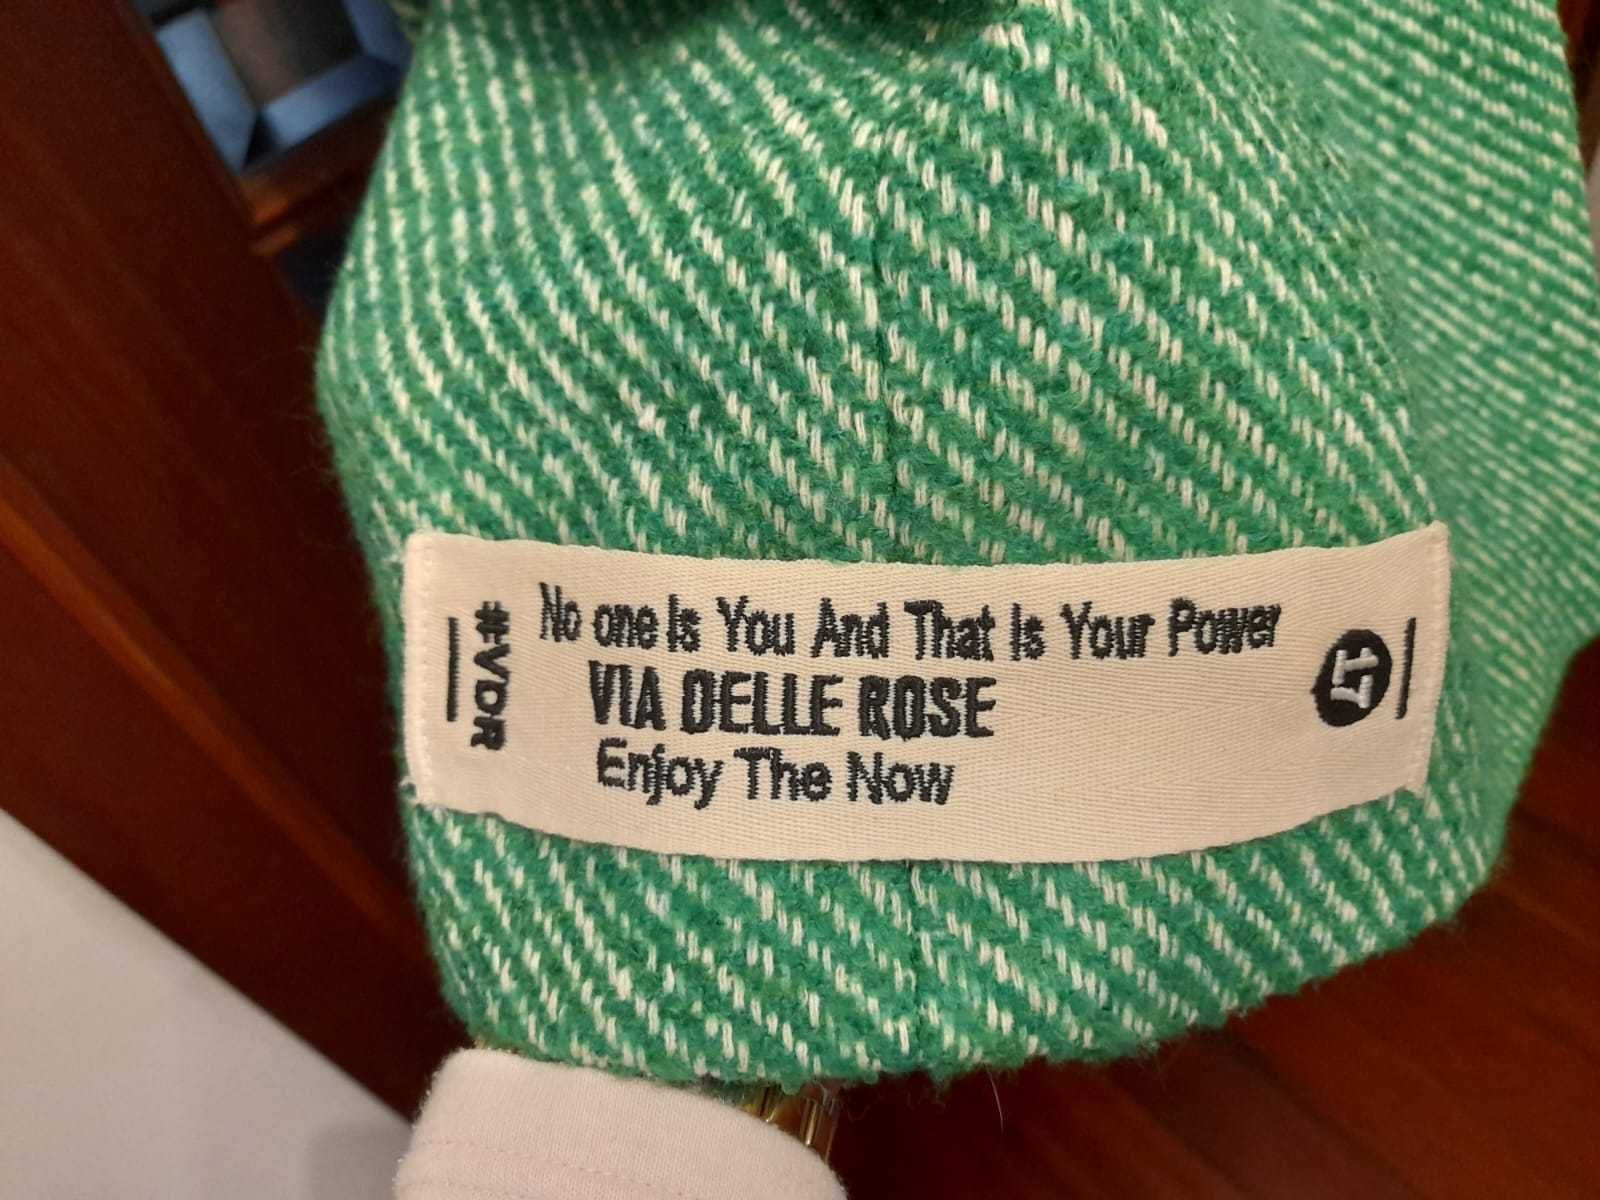 #VDR
No one Is You And That Is Your Power
VIA DELLE ROSE
Enjoy The Now
17